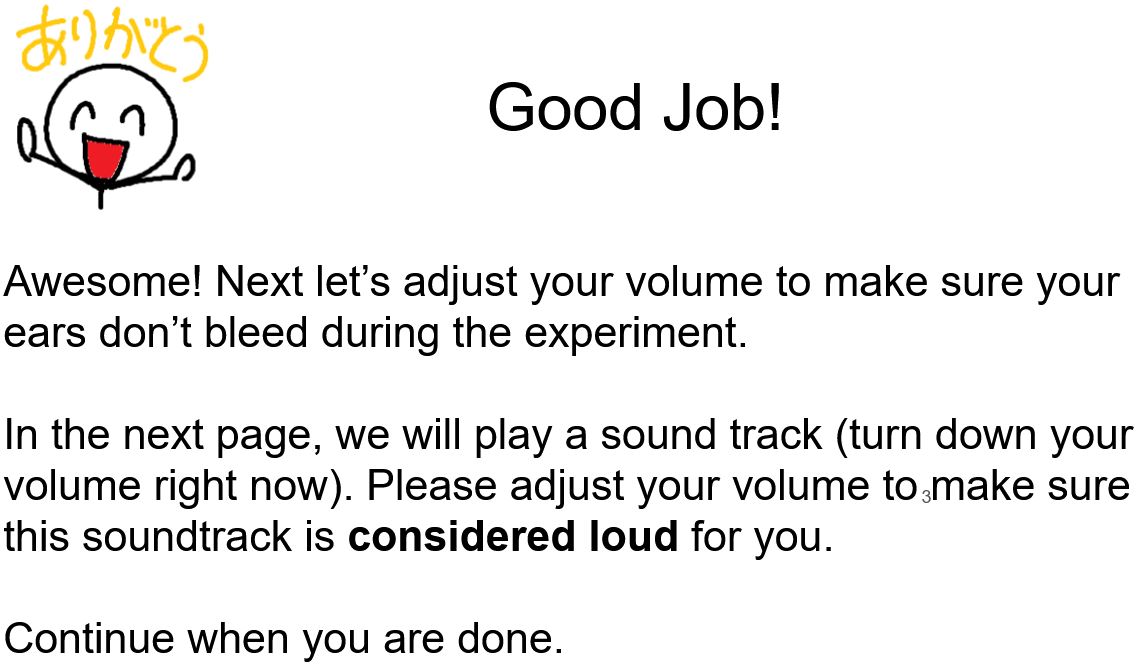 ありがとう
Good Job!
Awesome! Next let’s adjust your volume to make sure your
ears don’t bleed during the experiment.
In the next page, we will play a sound track (turn down your
volume right now). Please adjust your volume to 3 make sure
this soundtrack is considered loud for you.
Continue when you are done.